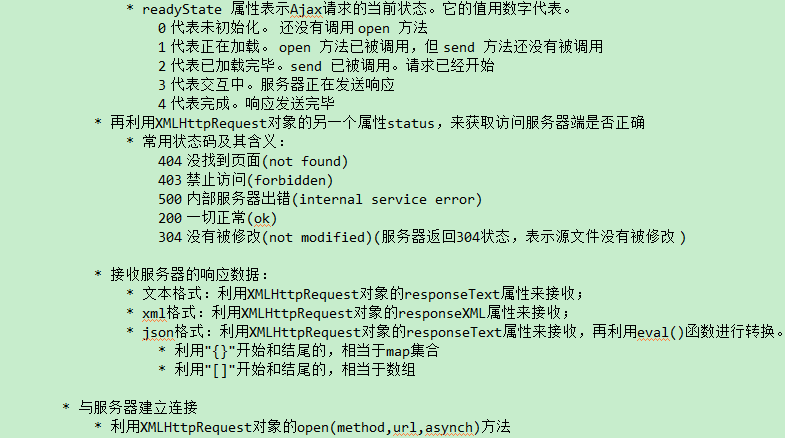 * readyState 属性表示Ajax请求的当前状态。它的值用数字代表。
0 代表未初始化。 还没有调用 open 方法
1 代表正在加载。 open 方法已被调用，但 send 方法还没有被调用
2 代表已加载完毕。send 已被调用。请求已经开始
3 代表交互中。服务器正在发送响应
4 代表完成。响应发送完毕
* 再利用XMLHttpRequest对象的另一个属性status，来获取访问服务器端是否正确
* 常用状态码及其含义：
404 没找到页面(not found)
403 禁止访问(forbidden)
500 内部服务器出错(internal service error)
200 一切正常(ok)
304 没有被修改(not modified)(服务器返回304状态，表示源文件没有被修改 )
* 接收服务器的响应数据：
* 文本格式：利用XMLHttpRequest对象的responseText属性来接收；
* xml格式：利用XMLHttpRequest对象的responseXML属性来接收；
* json格式：利用XMLHttpRequest对象的responseText属性来接收，再利用eval()函数进行转换。
* 利用"{}"开始和结尾的，相当于map集合
* 利用"[]"开始和结尾的，相当于数组
* 与服务器建立连接
* 利用XMLHttpRequest对象的open(method,url,asynch)方法